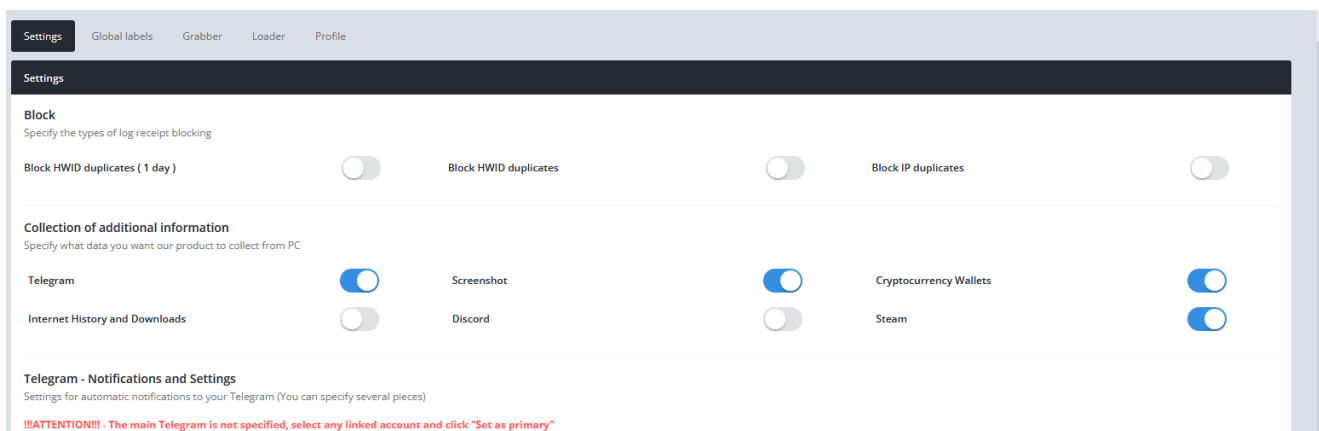 Settings Global labels Grabber Loader Profile
Settings
Block
Specify the types of log receipt blocking
Block HWID duplicates ( 1 day ) Block HWID duplicates Block IP duplicates
Collection of additional information
Specify what data you want our product to collect from PC
Telegram Screenshot Cryptocurrency Wallets
Internet History and Downloads Discord Steam
Telegram - Notifications and Settings
Settings for automatic notifications to your Telegram (You can specify several pieces)
!!!ATTENTION!!! - The main Telegram is not specified, select any linked account and click "Set as primary"